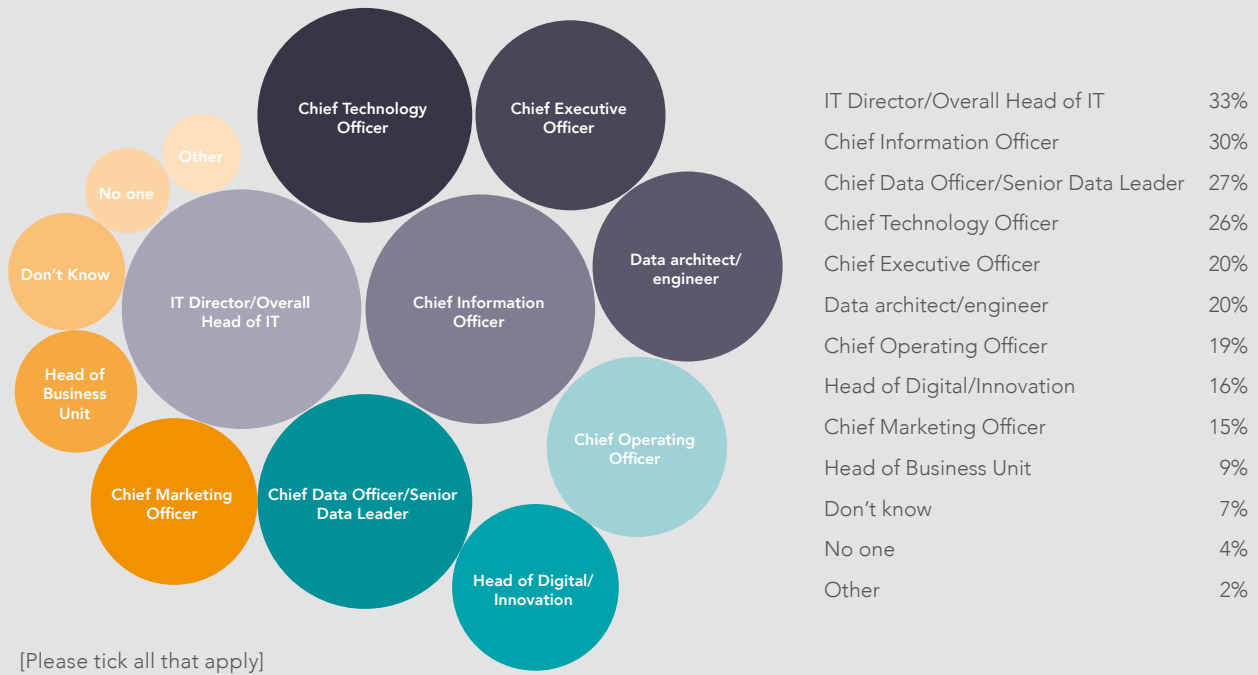 Chief Technology
Officer
Chief Executive
Officer
Other
No one
Data architect/
engineer
Don't Know
IT Director/Overall
Head of IT
Chief Information
Officer
Head of
Business
Unit
Chief Operating
Officer
Chief Marketing
Officer
Chief Data Officer/Senior
Data Leader
Head of Digital/
Innovation
[Please tick all that apply]
IT Director/Overall Head of IT 33%
Chief Information Officer 30%
Chief Data Officer/Senior Data Leader 27%
Chief Technology Officer 26%
Chief Executive Officer 20%
Data architect/engineer 20%
Chief Operating Officer 19%
Head of Digital/Innovation 16%
Chief Marketing Officer 15%
Head of Business Unit 9%
Don't know 7%
No one 4%
Other 2%